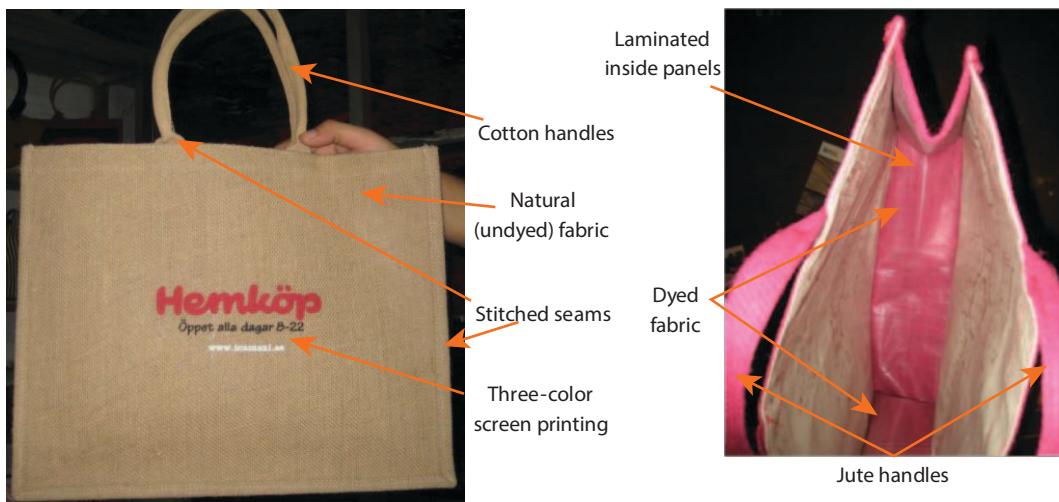 Cotton handles
Natural
(undyed) fabric
Hemköp
Öppet alla dagar 8-22
Stitched seams
Three-color
screen printing
Laminated
inside panels
Dyed
fabric
Jute handles